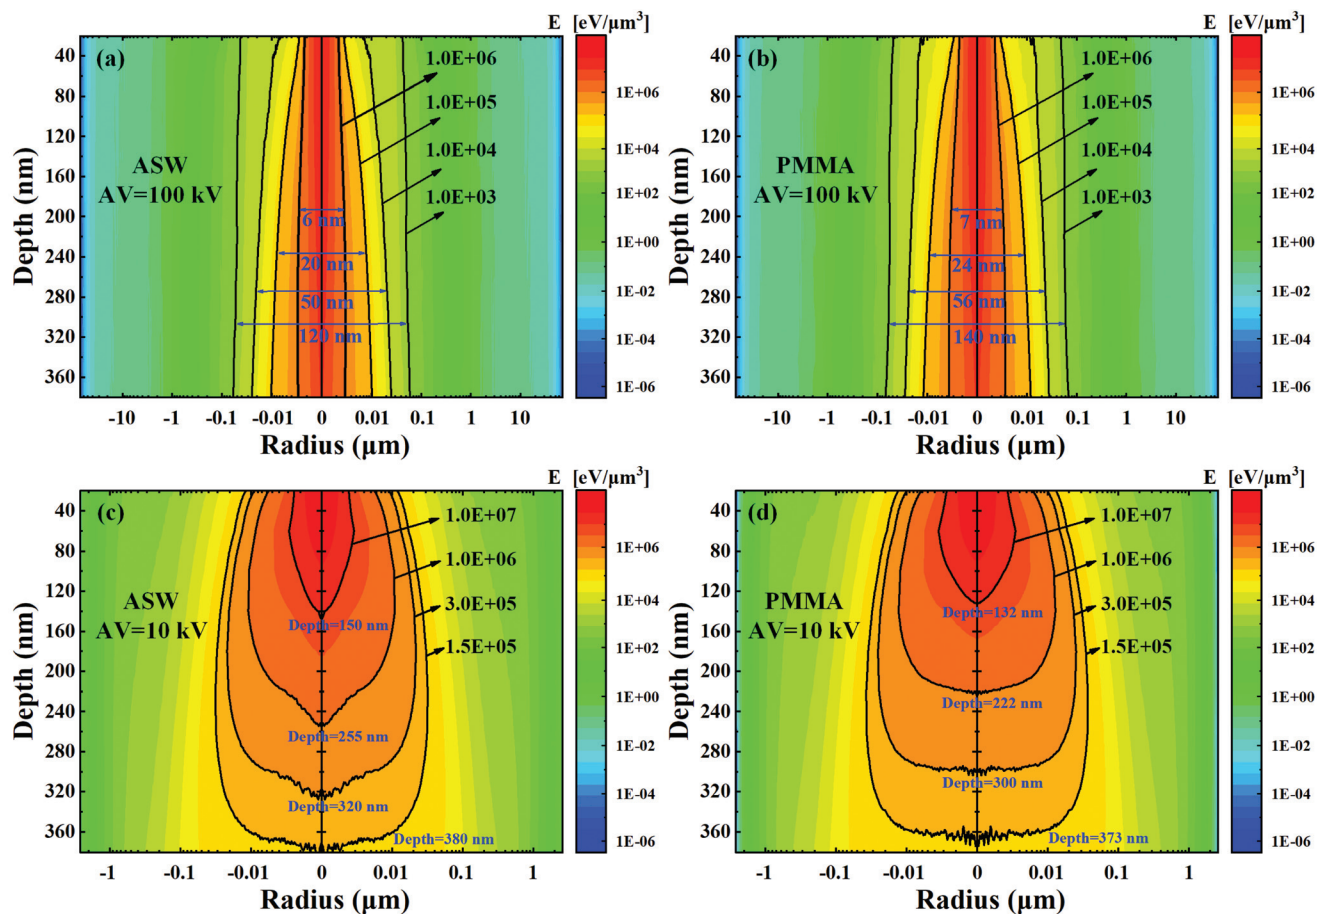 E [eV/μm³]
(a)
ASW
AV=100 kV
1.0E+06
1.0E+05
1.0E+04
1.0E+03
6 nm
20 nm
50 nm
120 nm
40
80
120
160
200
240
280
320
360
Depth (nm)
-10 -1 -0.1 -0.01 0 0.01 0.1 1 10
Radius (μm)
1E+06
1E+04
1E+02
1E+00
1E-02
1E-04
1E-06
E [eV/μm³]
(b)
PMMA
AV=100 kV
1.0E+06
1.0E+05
1.0E+04
1.0E+03
7 nm
24 nm
56 nm
140 nm
40
80
120
160
200
240
280
320
360
Depth (nm)
-10 -1 -0.1 -0.01 0 0.01 0.1 1 10
Radius (μm)
1E+06
1E+04
1E+02
1E+00
1E-02
1E-04
1E-06
E [eV/μm³]
(c)
ASW
AV=10 kV
1.0E+07
1.0E+06
3.0E+05
1.5E+05
Depth=150 nm
Depth=255 nm
Depth=320 nm
Depth=380 nm
40
80
120
160
200
240
280
320
360
Depth (nm)
-1 -0.1 -0.01 0 0.01 0.1 1
Radius (μm)
1E+06
1E+04
1E+02
1E+00
1E-02
1E-04
1E-06
E [eV/μm³]
(d)
PMMA
AV=10 kV
1.0E+07
1.0E+06
3.0E+05
1.5E+05
Depth=132 nm
Depth=222 nm
Depth=300 nm
Depth=373 nm
40
80
120
160
200
240
280
320
360
Depth (nm)
-1 -0.1 -0.01 0 0.01 0.1 1
Radius (μm)
1E+06
1E+04
1E+02
1E+00
1E-02
1E-04
1E-06